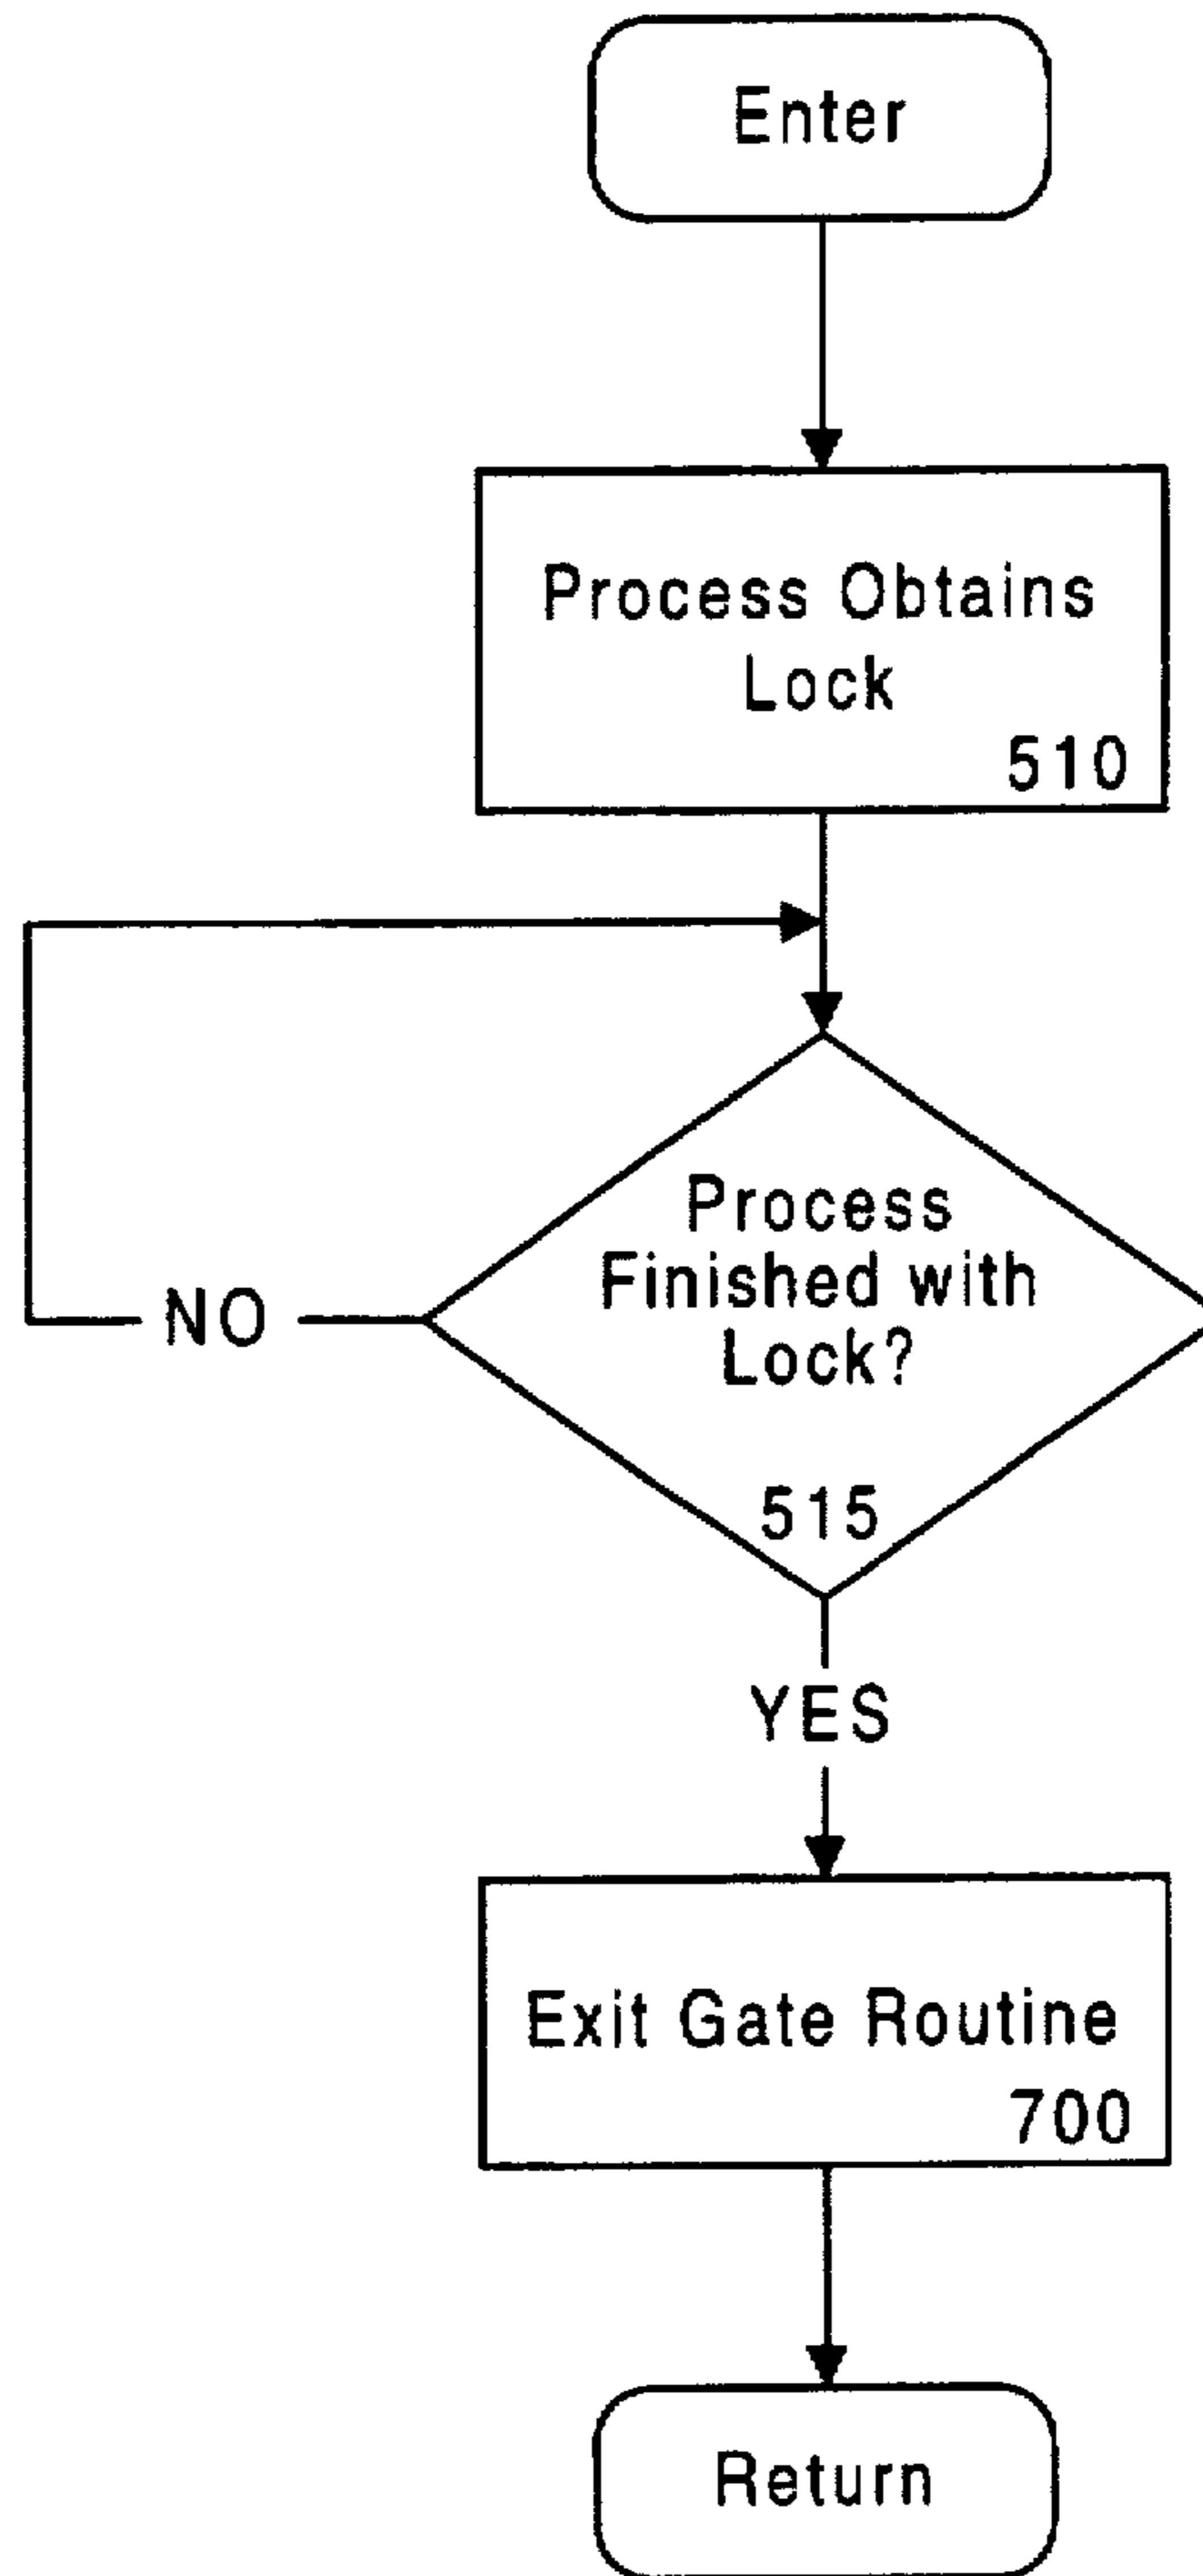 Enter
Process Obtains
Lock
510
Process
Finished with
Lock?
515
NO
YES
Exit Gate Routine
700
Return